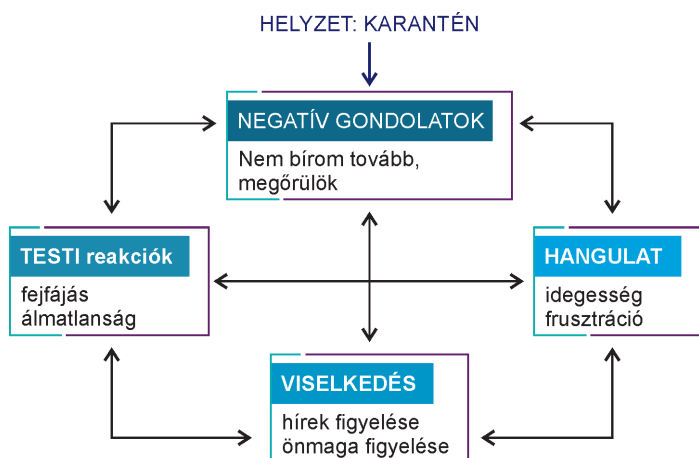 HELYZET: KARANTÉN
NEGATÍV GONDOLATOK
Nem bírom tovább,
megőrülök
TESTI reakciók
fejfájás
álmatlanság
HANGULAT
idegesség
frusztráció
VISELKEDÉS
hírek figyelése
önmaga figyelése